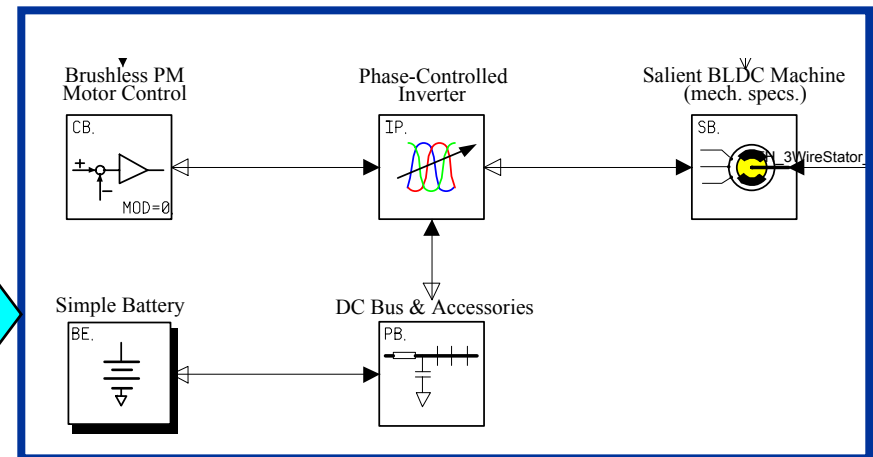 Brushless PM
Motor Control
Phase-Controlled
Inverter
Salient BLDC Machine
(mech. specs.)
CB.
+
−
MOD=0.
IP.
SB.
_3WireStator_
Simple Battery
DC Bus & Accessories
BE.
PB.